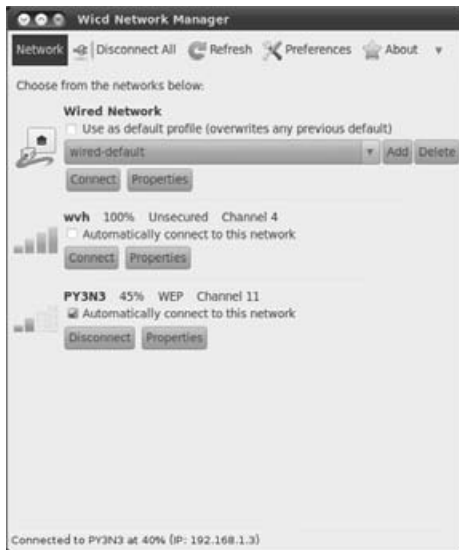 Wicd Network Manager
Network Disconnect All Refresh Preferences About
Choose from the networks below:
Wired Network
Use as default profile (overwrites any previous default)
wired-default Add Delete
Connect Properties
wvh 100% Unsecured Channel 4
Automatically connect to this network
Connect Properties
PY3N3 45% WEP Channel 11
Automatically connect to this network
Disconnect Properties
Connected to PY3N3 at 40% (IP: 192.168.1.3)